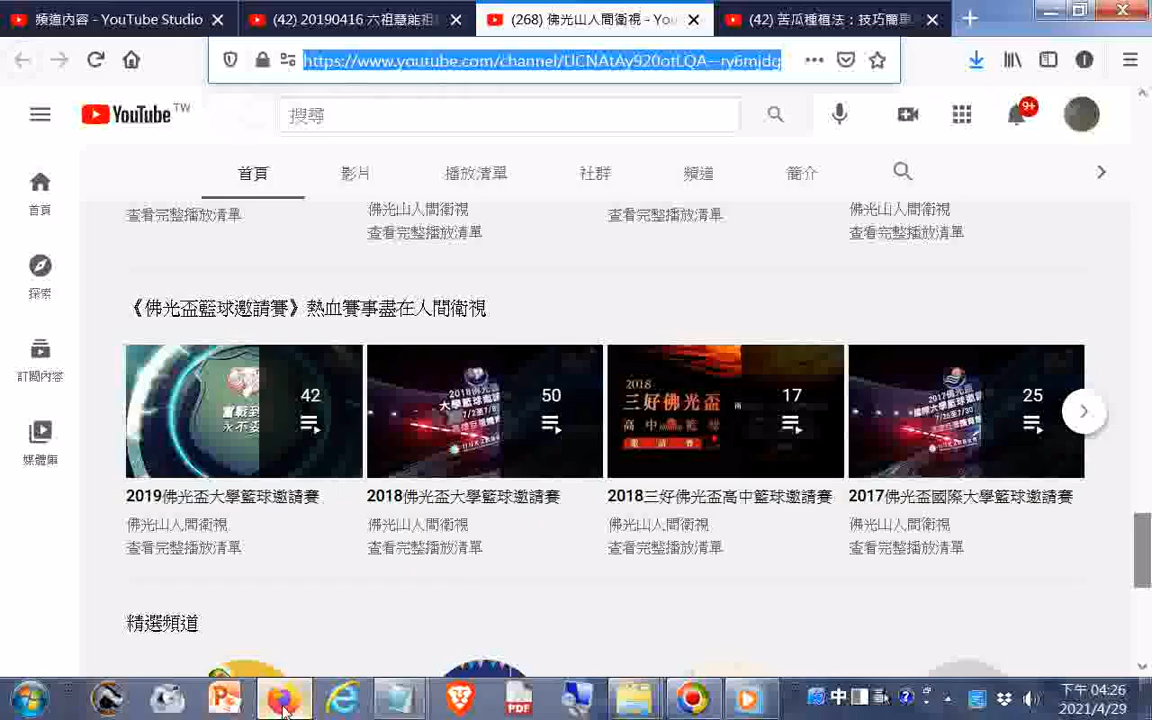 頻道內容 - YouTube Studio
(42) 20190416 六祖慧能祖
(268) 佛光山人間衛視 - You
(42) 苦瓜種植法：技巧簡單
https://www.youtube.com/channel/UCNAtAy920otLQA--ry6mjdg
YouTube TW
搜尋
9+
首頁
影片
播放清單
社群
頻道
簡介
首頁
探索
訂閱內容
媒體庫
查看完整播放清單
佛光山人間衛視
查看完整播放清單
查看完整播放清單
佛光山人間衛視
查看完整播放清單
《佛光盃籃球邀請賽》熱血賽事盡在人間衛視
42
50
2018
三好佛光盃
17
25
2019佛光盃大學籃球邀請賽
佛光山人間衛視
查看完整播放清單
2018佛光盃大學籃球邀請賽
佛光山人間衛視
查看完整播放清單
2018三好佛光盃高中籃球邀請賽
佛光山人間衛視
查看完整播放清單
2017佛光盃國際大學籃球邀請賽
佛光山人間衛視
查看完整播放清單
精選頻道
PDF
中
下午 04:26
2021/4/29